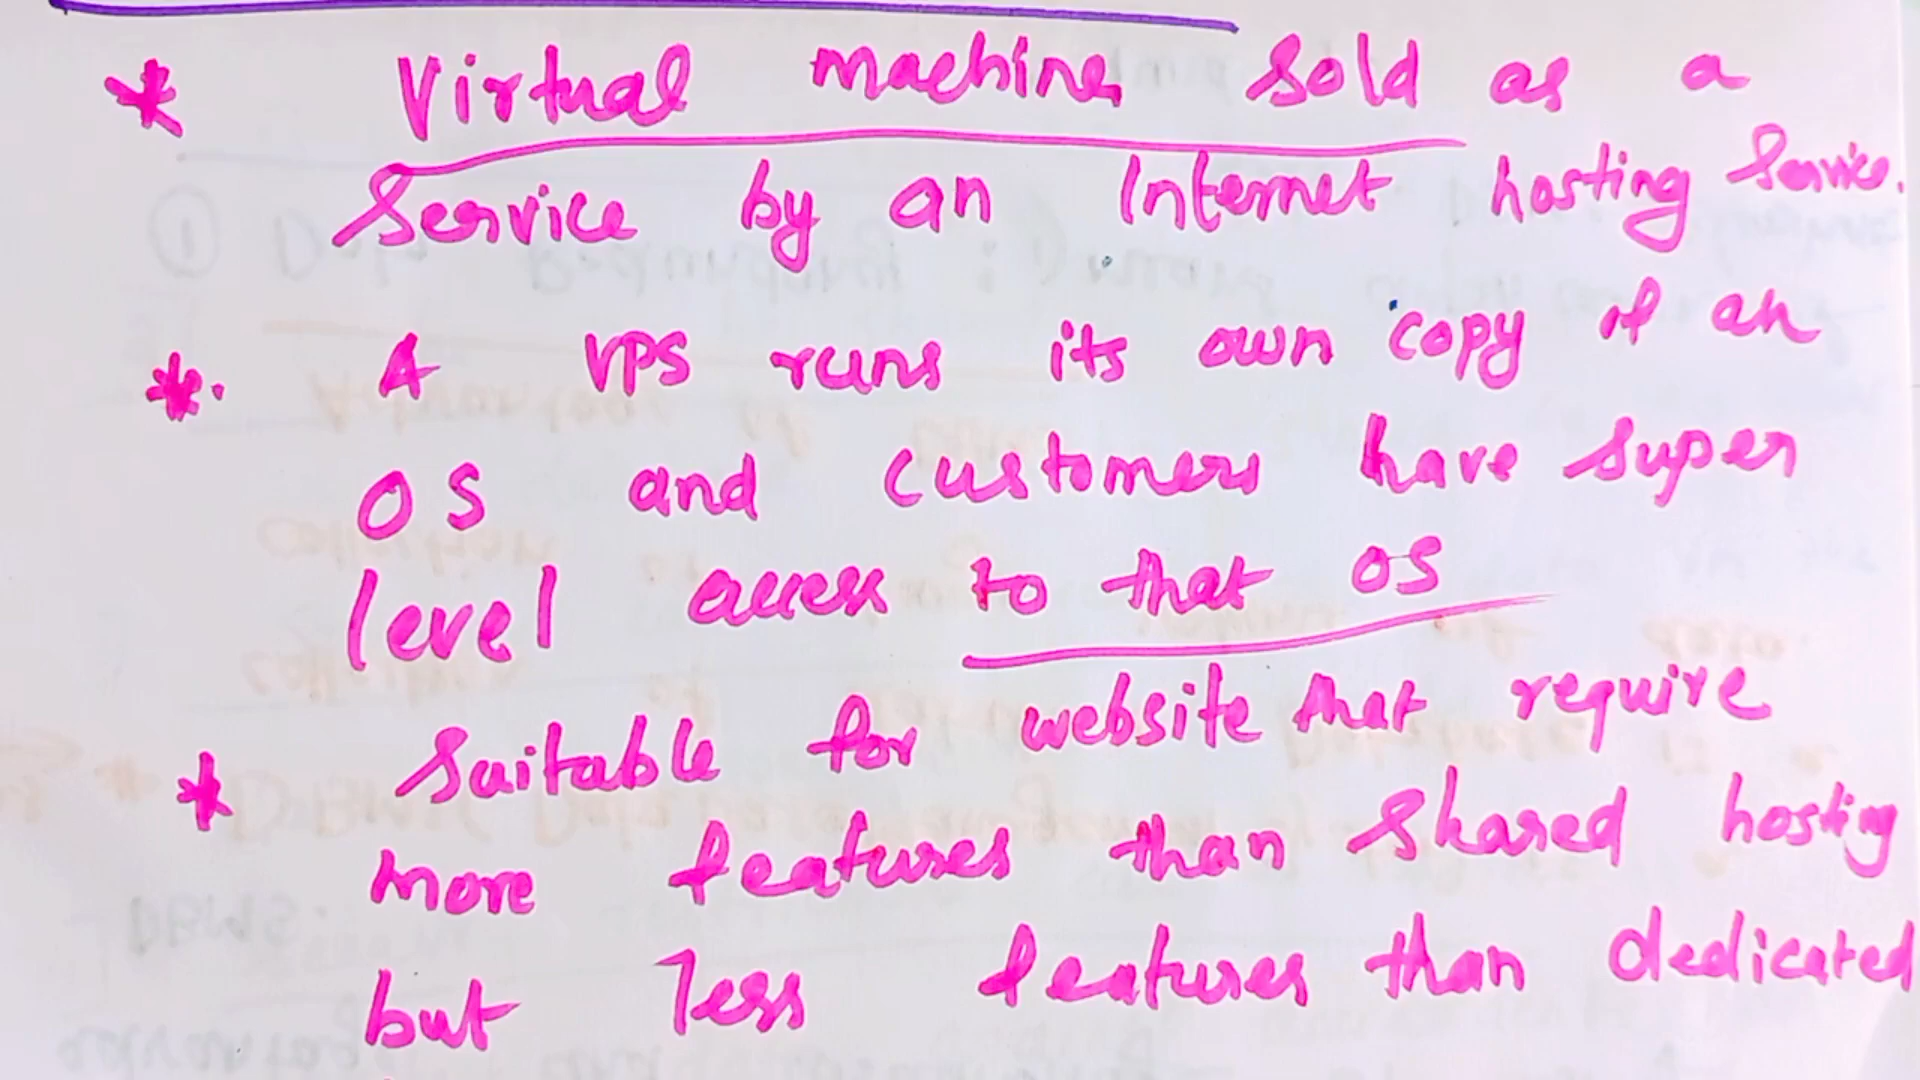 * Virtual machine sold as a
Service by an Internet hosting Service.
*. A VPS runs its own copy of an
OS and customers have super
level access to that OS
* Suitable for website that require
more features than shared hosting
but less features than dedicated